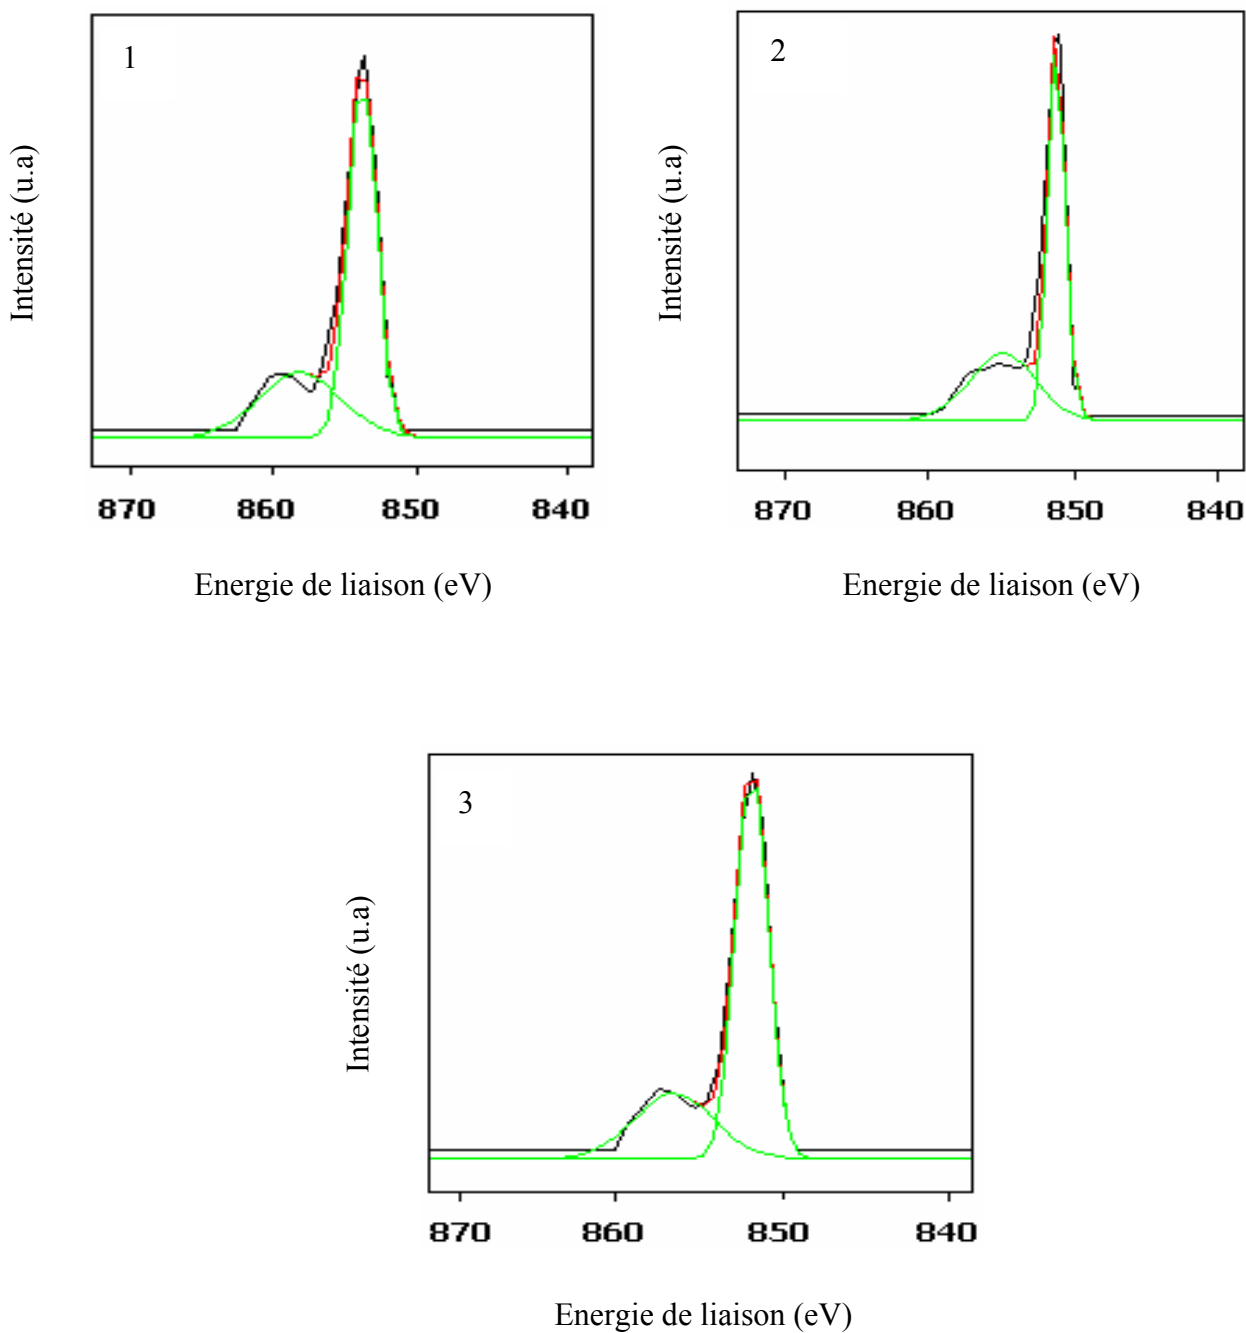 1
Intensité (u.a)
870 860 850 840
Energie de liaison (eV)
2
Intensité (u.a)
870 860 850 840
Energie de liaison (eV)
3
Intensité (u.a)
870 860 850 840
Energie de liaison (eV)